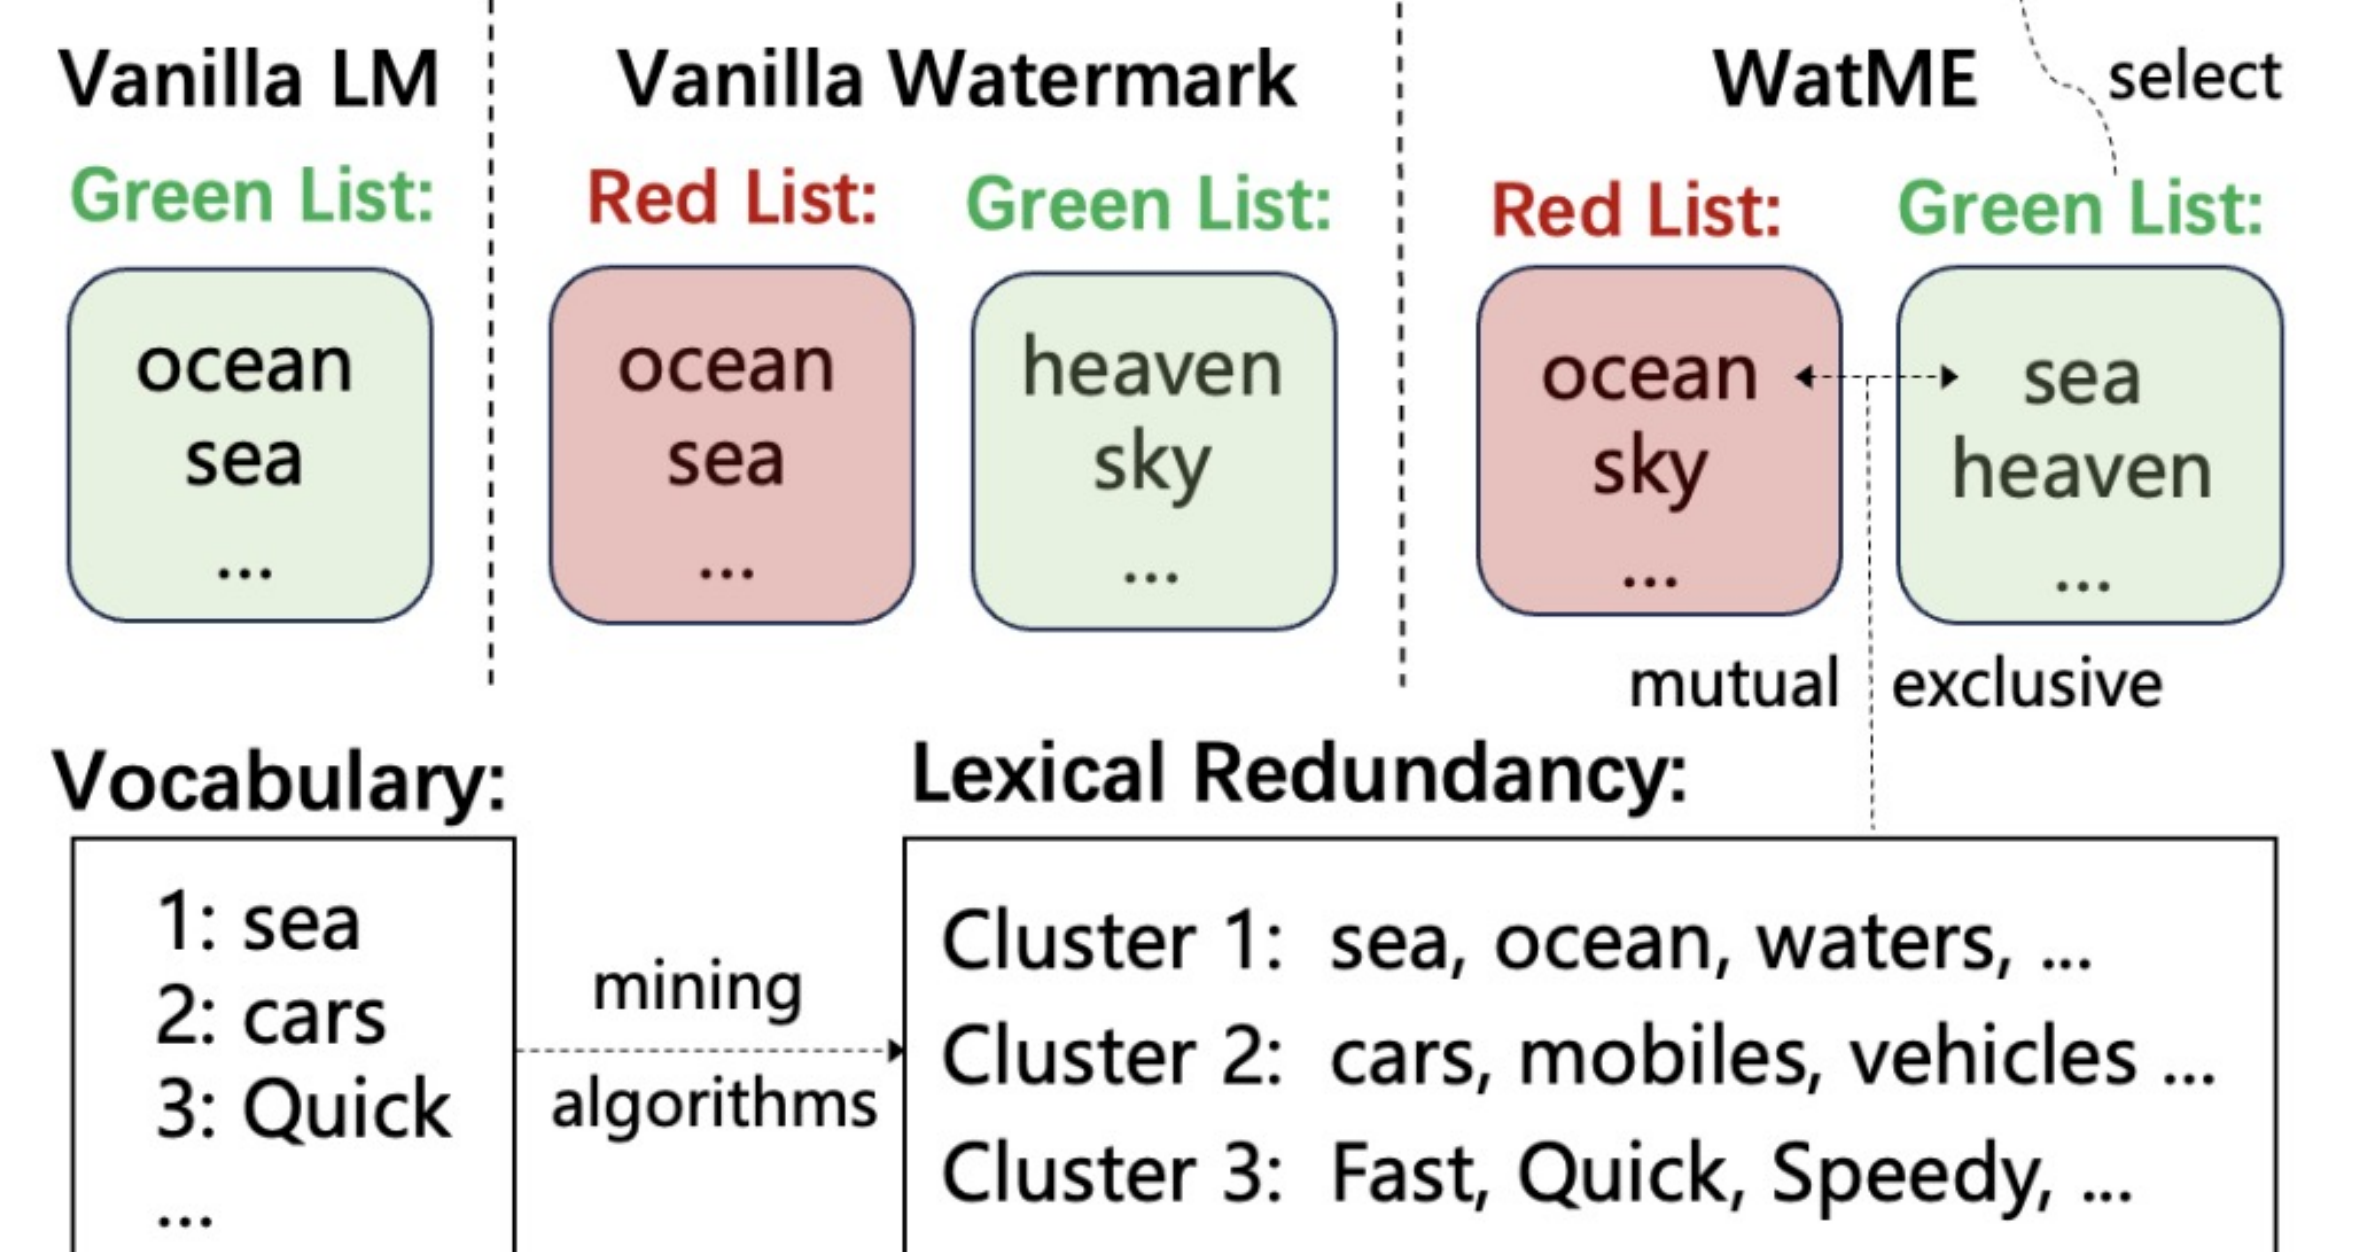 Vanilla LM
Green List:
ocean
sea
...
Vanilla Watermark
Red List:
ocean
sea
...
Green List:
heaven
sky
...
WatME
select
Red List:
ocean
sky
...
Green List:
sea
heaven
...
mutual exclusive
Vocabulary:
1: sea
2: cars
3: Quick
...
mining
algorithms
Lexical Redundancy:
Cluster 1: sea, ocean, waters, ...
Cluster 2: cars, mobiles, vehicles ...
Cluster 3: Fast, Quick, Speedy, ...